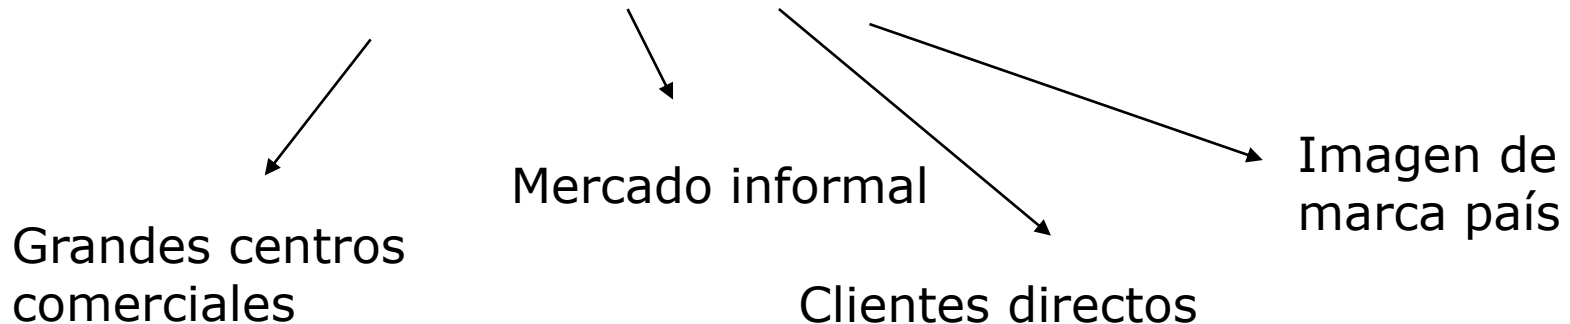 Grandes centros
comerciales
Mercado informal
Clientes directos
Imagen de
marca país